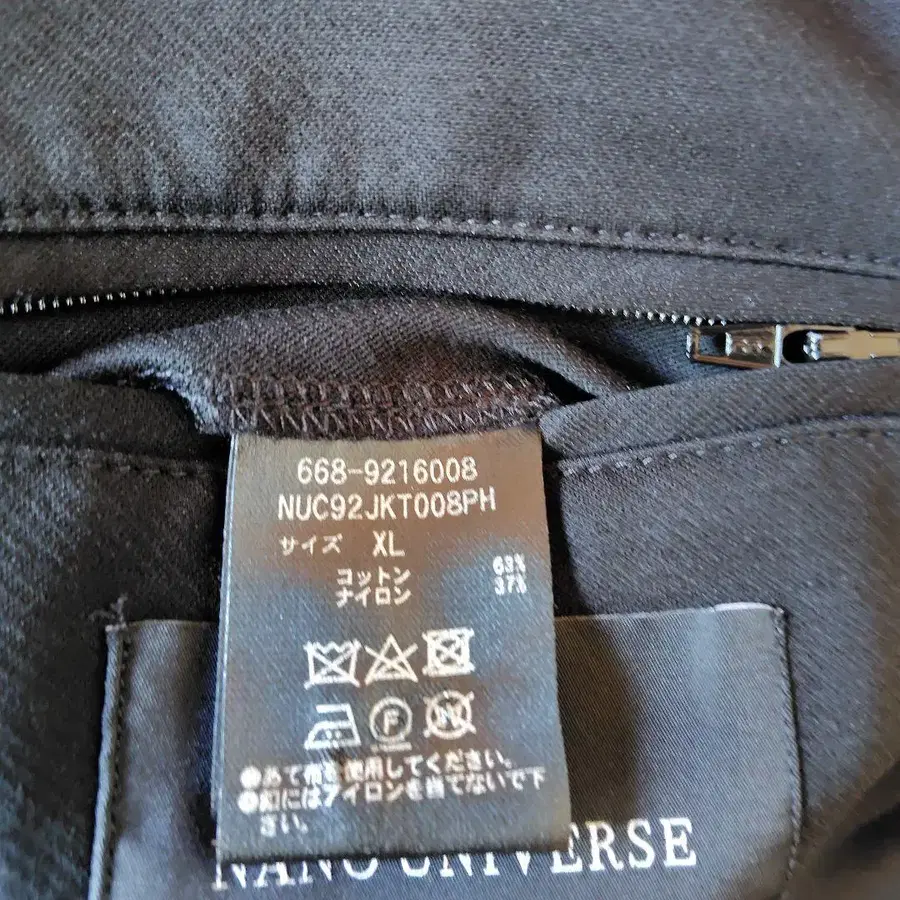 668-9216008
NUC92JKT008PH
サイズ XL
コットン 63%
ナイロン 37%
F
W
●あて布を使用してください。
●釦にはアイロンを当てないで下
さい。
NANO UNIVERSE